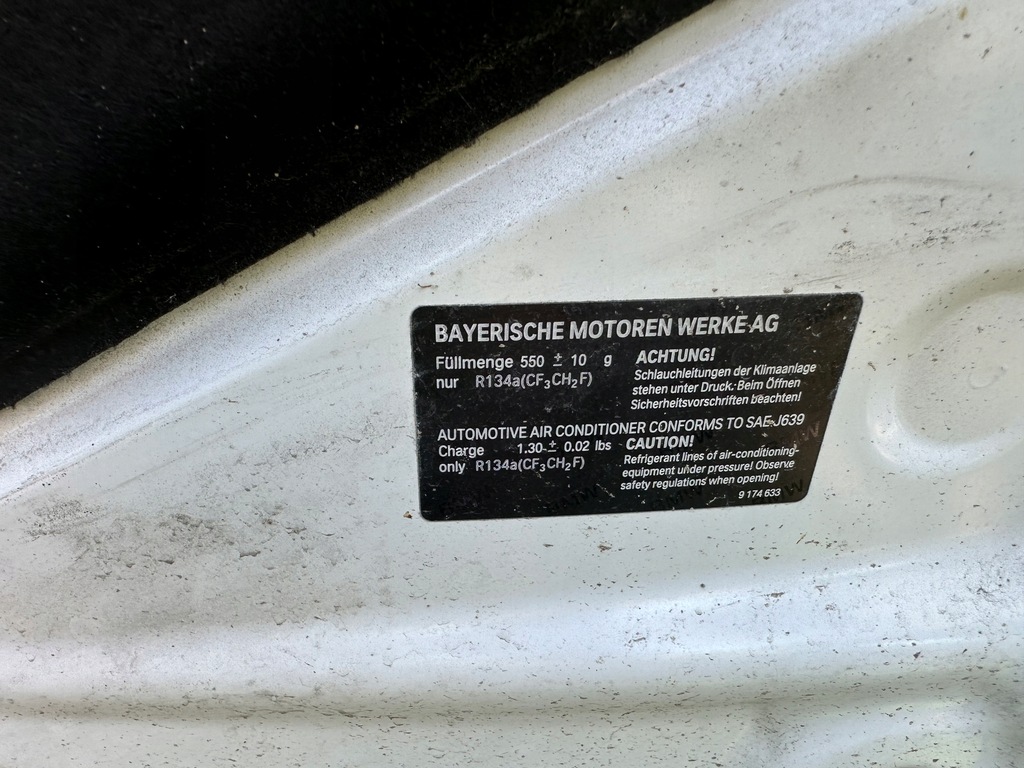 BAYERISCHE MOTOREN WERKE AG
Füllmenge 550 ± 10 g
nur R134a(CF₃CH₂F)
ACHTUNG!
Schlauchleitungen der Klimaanlage
stehen unter Druck. Beim Öffnen
Sicherheitsvorschriften beachten!
AUTOMOTIVE AIR CONDITIONER CONFORMS TO SAE J639
Charge 1.30 ± 0.02 lbs
only R134a(CF₃CH₂F)
CAUTION!
Refrigerant lines of air-conditioning-
equipment under pressure! Observe
safety regulations when opening!
9 174 633